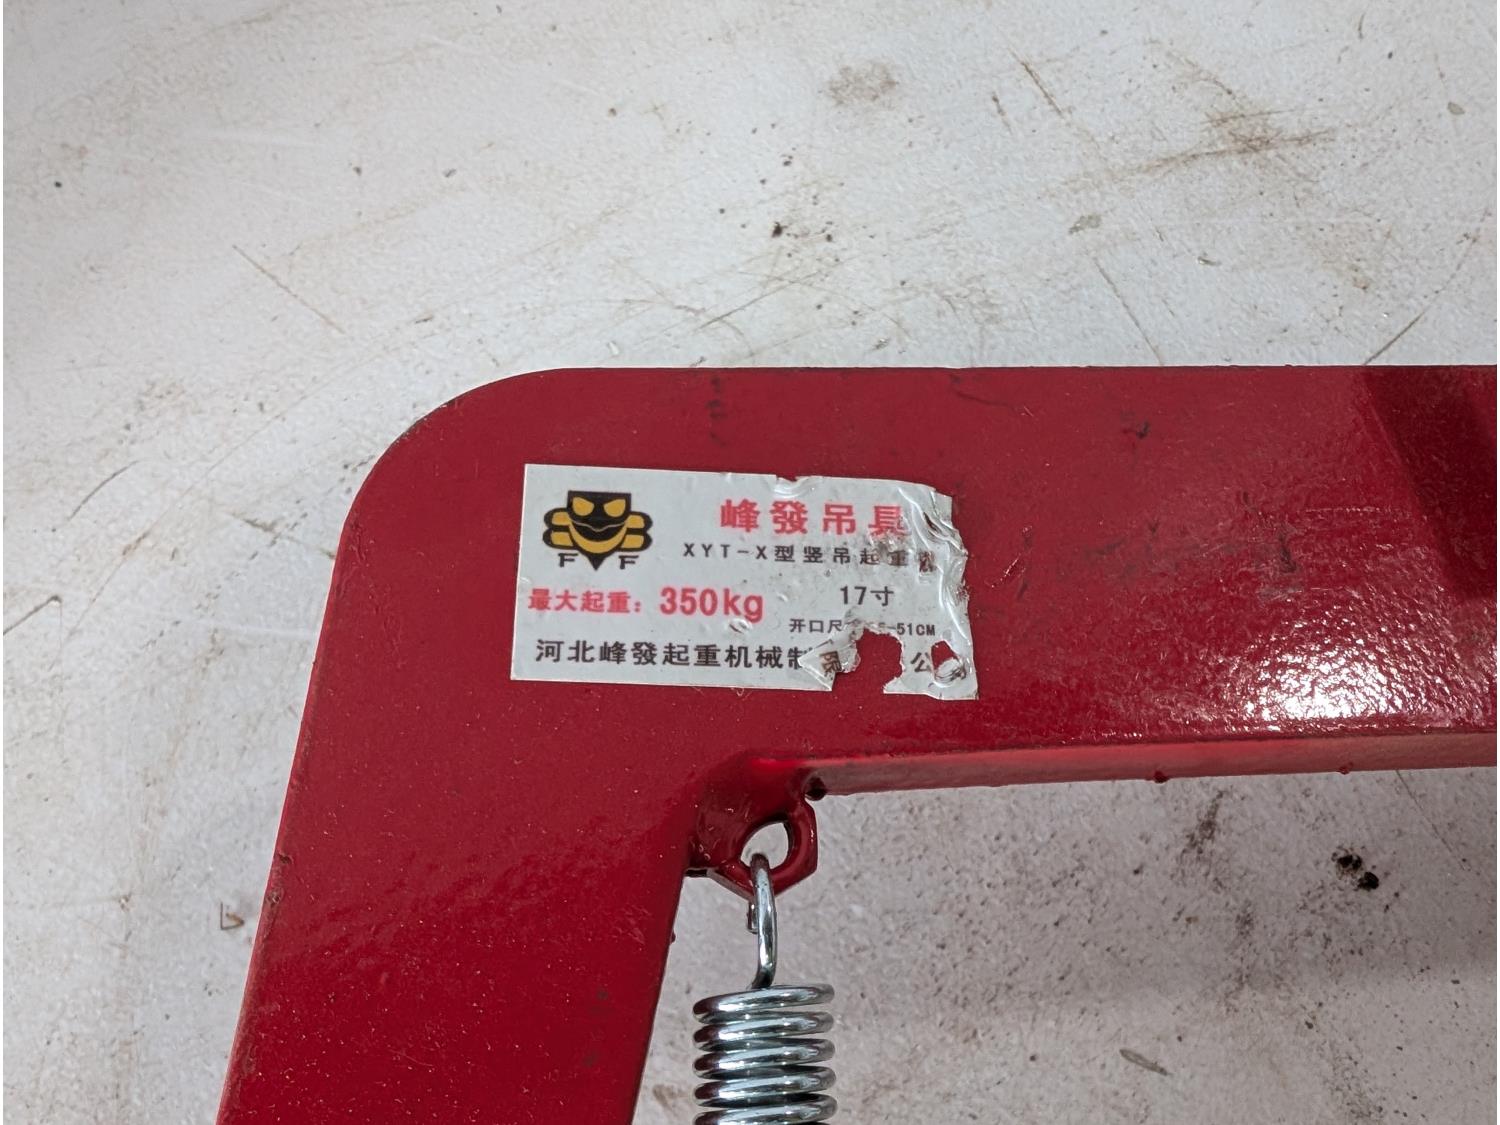 峰發吊具
F F
XYT-X型竖吊起重
最大起重：350kg
17寸
开口尺 -51CM
河北峰發起重机械制 限 公